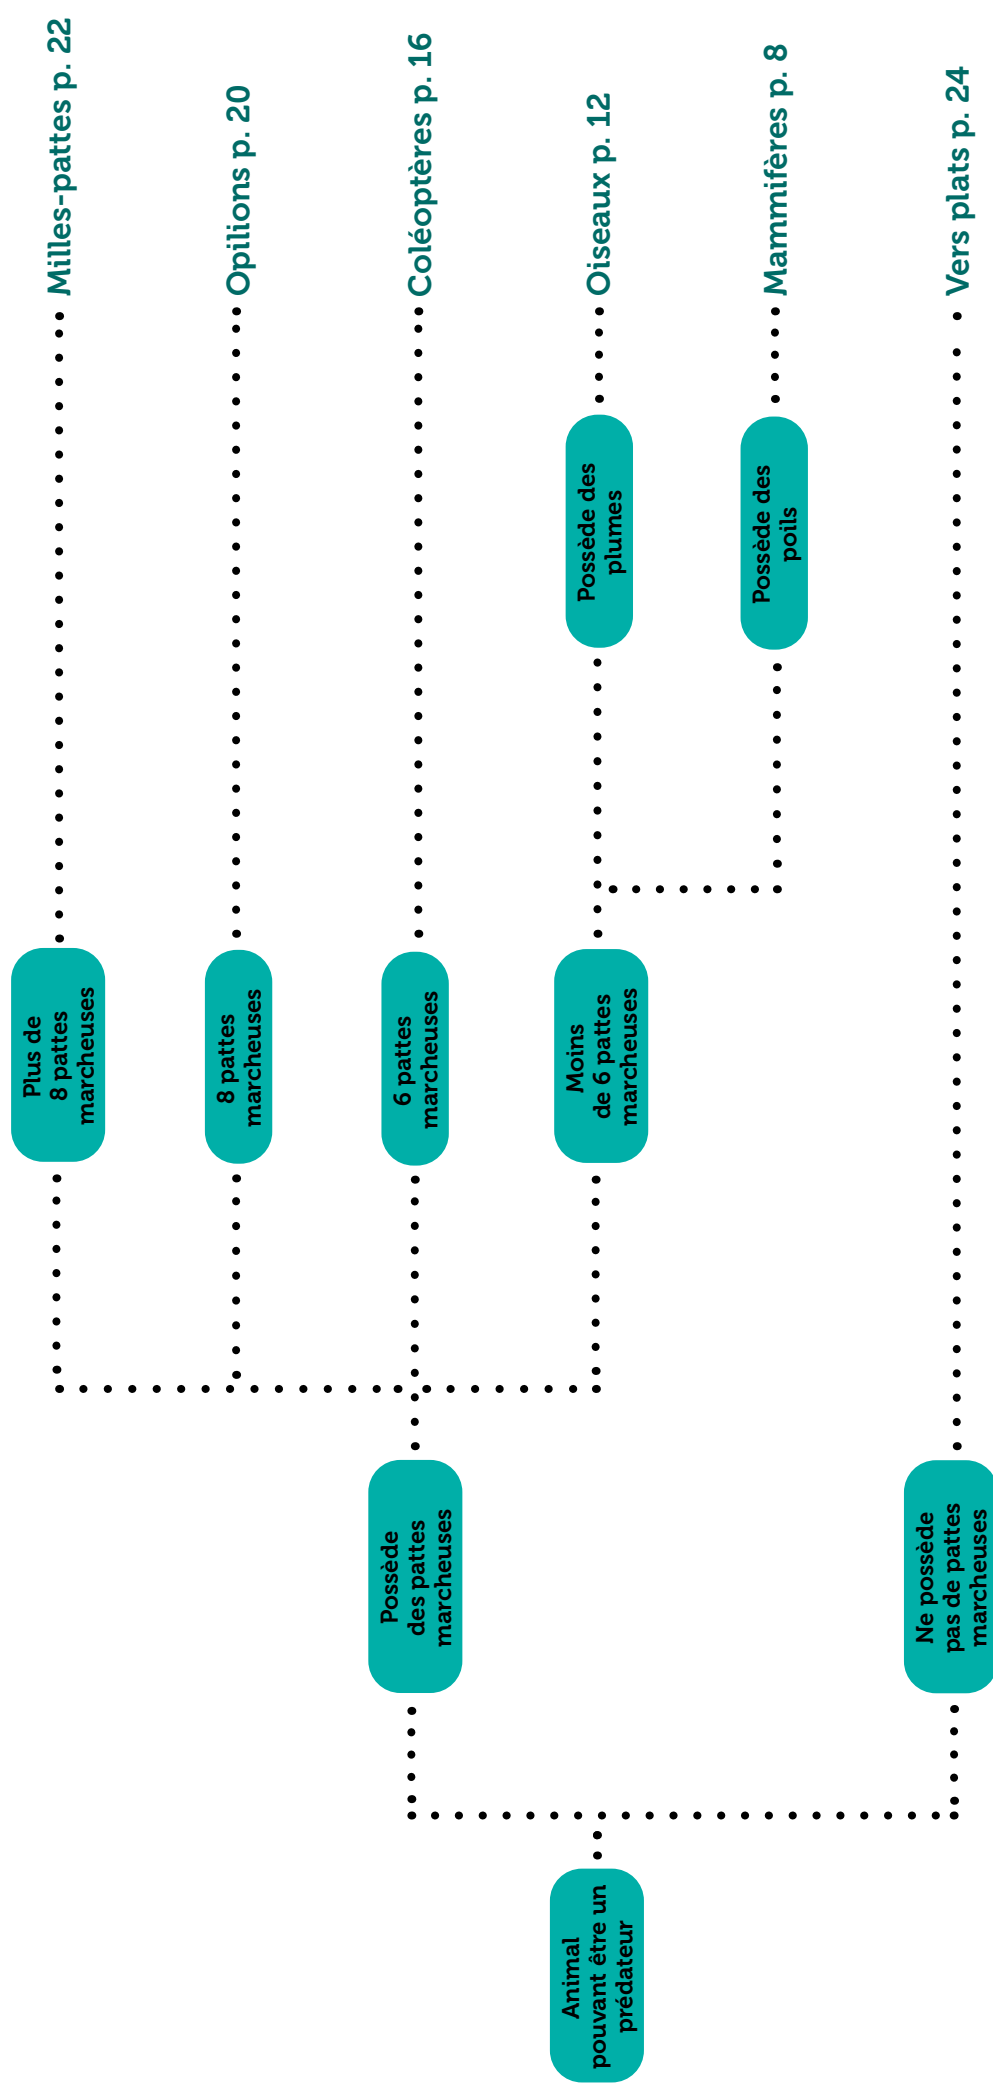 Animal
pouvant être un
prédateur
Possède
des pattes
marcheuses
Ne possède
pas de pattes
marcheuses
Plus de
8 pattes
marcheuses
8 pattes
marcheuses
6 pattes
marcheuses
Moins
de 6 pattes
marcheuses
Possède des
plumes
Possède des
poils
Milles-pattes p. 22
Opilions p. 20
Coléoptères p. 16
Oiseaux p. 12
Mammifères p. 8
Vers plats p. 24